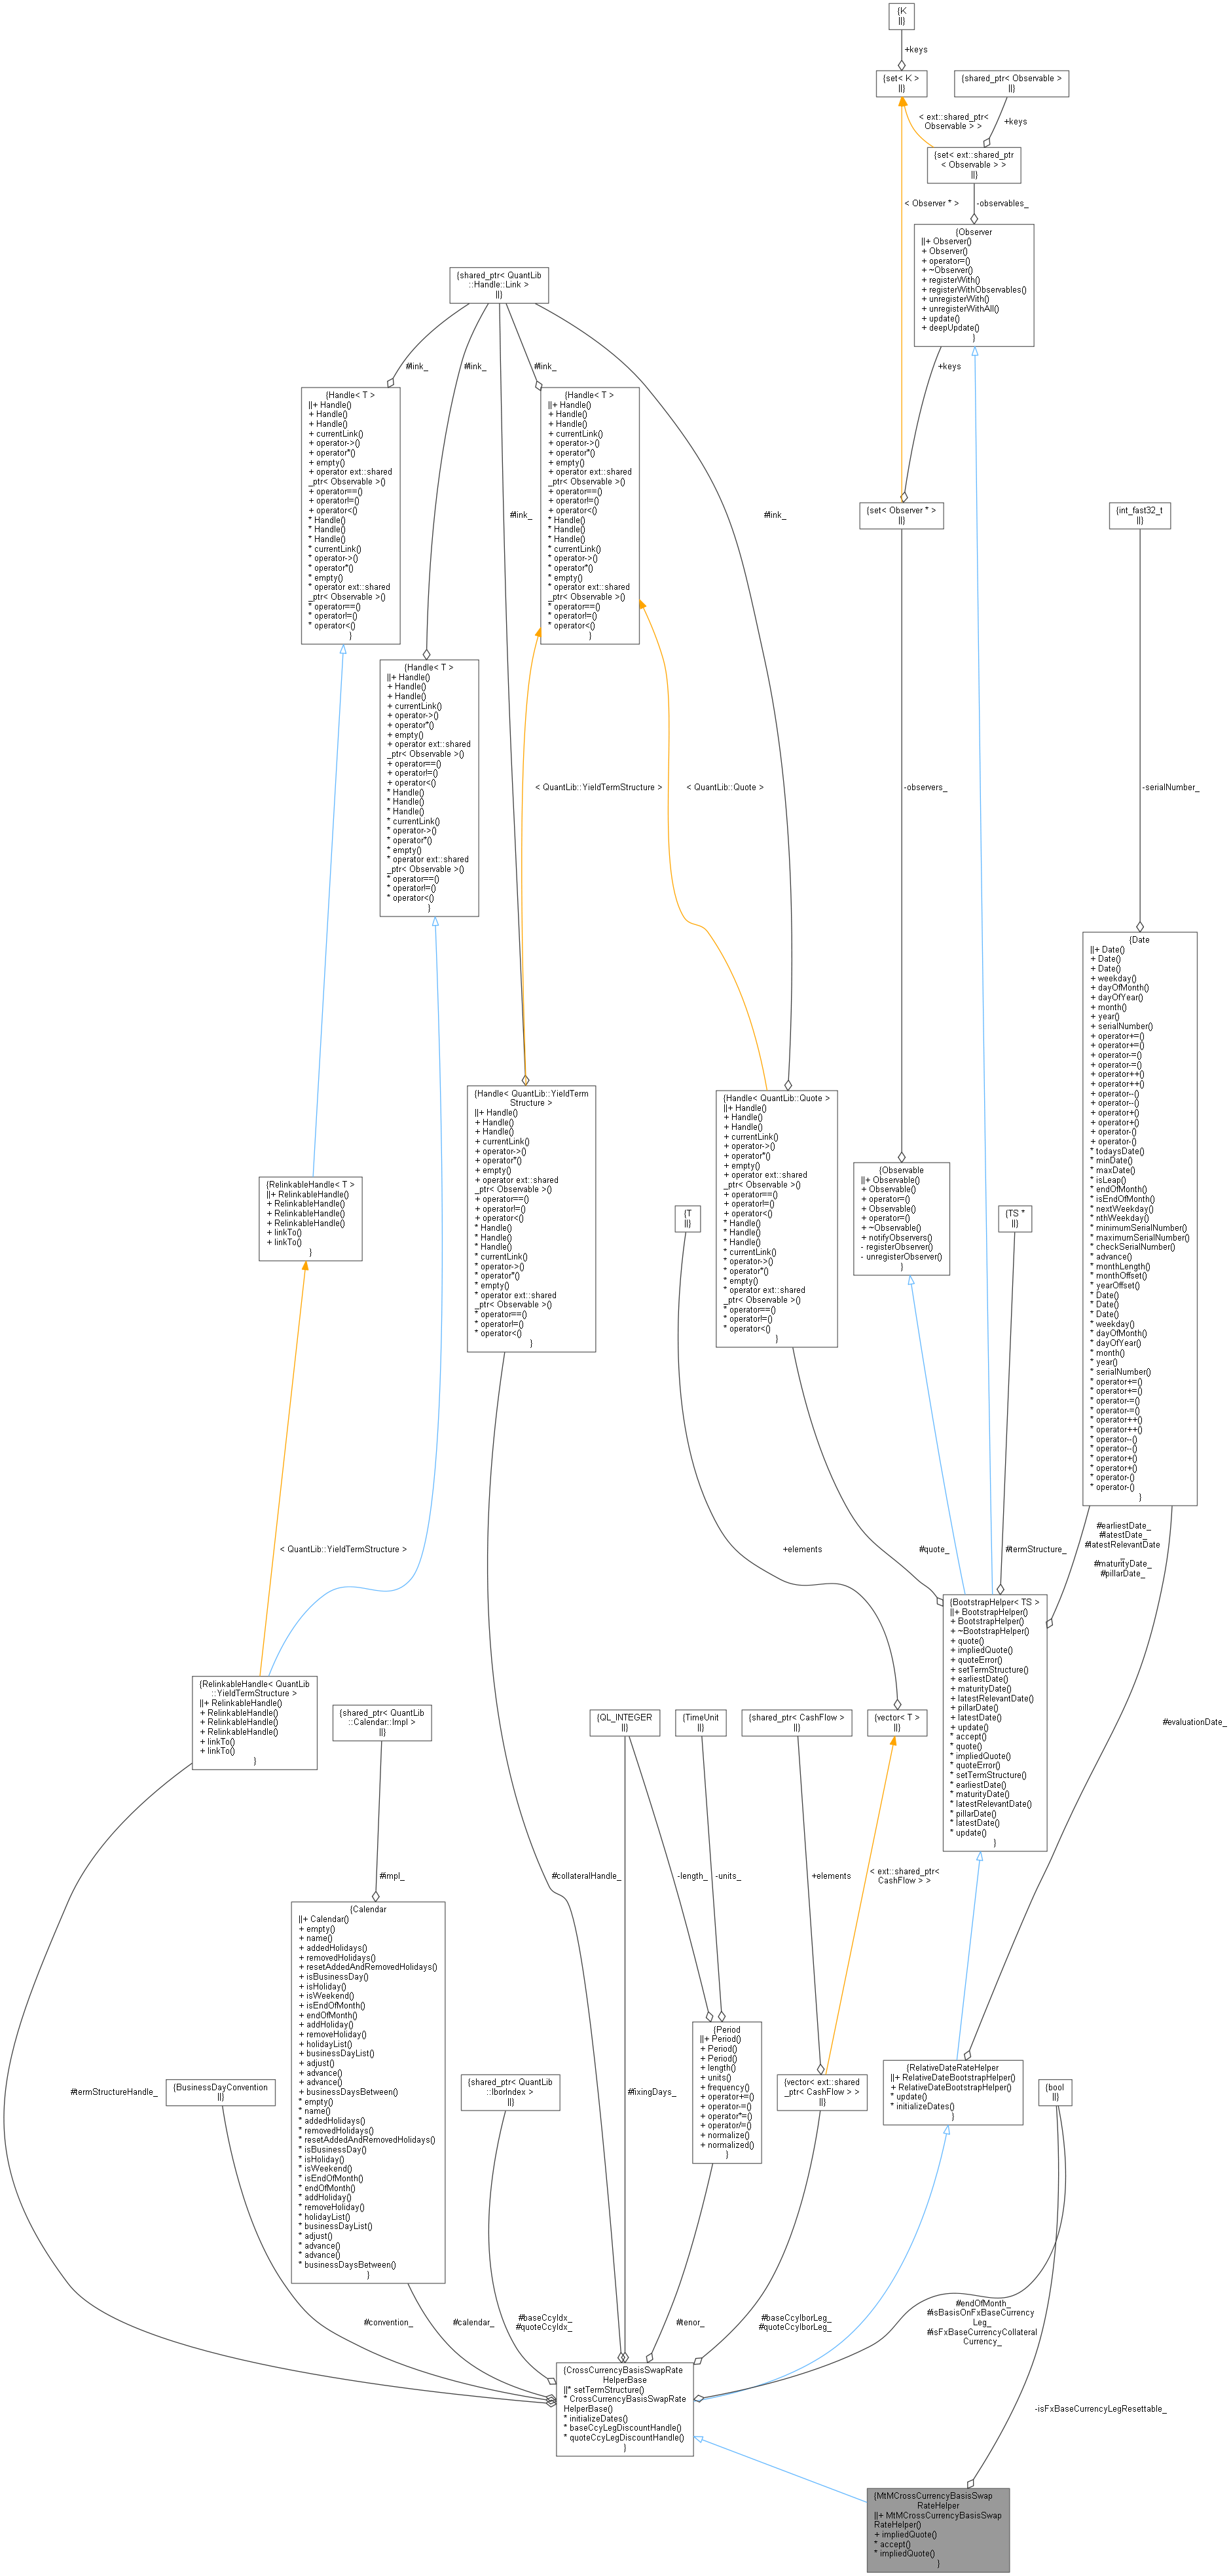 {K
||}
+keys
{set< K >
||}
{shared_ptr< Observable >
||}
< ext::shared_ptr<
Observable > >
+keys
{set< ext::shared_ptr
< Observable > >
||}
< Observer * >
-observables_
{Observer
||+ Observer()
+ Observer()
+ operator=()
+ ~Observer()
+ registerWith()
+ registerWithObservables()
+ unregisterWith()
+ unregisterWithAll()
+ update()
+ deepUpdate()
}
{shared_ptr< QuantLib
::Handle::Link >
||}
#link_
#link_
#link_
+keys
{Handle< T >
||+ Handle()
+ Handle()
+ Handle()
+ currentLink()
+ operator->()
+ operator*()
+ empty()
+ operator ext::shared
_ptr< Observable >()
+ operator==()
+ operator!=()
+ operator<()
* Handle()
* Handle()
* Handle()
* currentLink()
* operator->()
* operator*()
* empty()
* operator ext::shared
_ptr< Observable >()
* operator==()
* operator!=()
* operator<()
}
{Handle< T >
||+ Handle()
+ Handle()
+ Handle()
+ currentLink()
+ operator->()
+ operator*()
+ empty()
+ operator ext::shared
_ptr< Observable >()
+ operator==()
+ operator!=()
+ operator<()
* Handle()
* Handle()
* Handle()
* currentLink()
* operator->()
* operator*()
* empty()
* operator ext::shared
_ptr< Observable >()
* operator==()
* operator!=()
* operator<()
}
#link_
#link_
{set< Observer * >
||}
{int_fast32_t
||}
{Handle< T >
||+ Handle()
+ Handle()
+ Handle()
+ currentLink()
+ operator->()
+ operator*()
+ empty()
+ operator ext::shared
_ptr< Observable >()
+ operator==()
+ operator!=()
+ operator<()
* Handle()
* Handle()
* Handle()
* currentLink()
* operator->()
* operator*()
* empty()
* operator ext::shared
_ptr< Observable >()
* operator==()
* operator!=()
* operator<()
}
< QuantLib::YieldTermStructure >
< QuantLib::Quote >
-observers_
-serialNumber_
{Date
||+ Date()
+ Date()
+ Date()
+ weekday()
+ dayOfMonth()
+ dayOfYear()
+ month()
+ year()
+ serialNumber()
+ operator+=()
+ operator+=()
+ operator-=()
+ operator-=()
+ operator++()
+ operator++()
+ operator--()
+ operator--()
+ operator+()
+ operator+()
+ operator-()
+ operator-()
* todaysDate()
* minDate()
* maxDate()
* isLeap()
* endOfMonth()
* isEndOfMonth()
* nextWeekday()
* nthWeekday()
* minimumSerialNumber()
* maximumSerialNumber()
* checkSerialNumber()
* advance()
* monthLength()
* monthOffset()
* yearOffset()
* Date()
* Date()
* Date()
* weekday()
* dayOfMonth()
* dayOfYear()
* month()
* year()
* serialNumber()
* operator+=()
* operator+=()
* operator-=()
* operator-=()
* operator++()
* operator++()
* operator--()
* operator--()
* operator+()
* operator+()
* operator-()
* operator-()
}
{Handle< QuantLib::YieldTerm
Structure >
||+ Handle()
+ Handle()
+ Handle()
+ currentLink()
+ operator->()
+ operator*()
+ empty()
+ operator ext::shared
_ptr< Observable >()
+ operator==()
+ operator!=()
+ operator<()
* Handle()
* Handle()
* Handle()
* currentLink()
* operator->()
* operator*()
* empty()
* operator ext::shared
_ptr< Observable >()
* operator==()
* operator!=()
* operator<()
}
{Handle< QuantLib::Quote >
||+ Handle()
+ Handle()
+ Handle()
+ currentLink()
+ operator->()
+ operator*()
+ empty()
+ operator ext::shared
_ptr< Observable >()
+ operator==()
+ operator!=()
+ operator<()
* Handle()
* Handle()
* Handle()
* currentLink()
* operator->()
* operator*()
* empty()
* operator ext::shared
_ptr< Observable >()
* operator==()
* operator!=()
* operator<()
}
{Observable
||+ Observable()
+ Observable()
+ operator=()
+ Observable()
+ operator=()
+ ~Observable()
+ notifyObservers()
- registerObserver()
- unregisterObserver()
}
{RelinkableHandle< T >
||+ RelinkableHandle()
+ RelinkableHandle()
+ RelinkableHandle()
+ RelinkableHandle()
+ linkTo()
+ linkTo()
}
{T
||}
{TS *
||}
< QuantLib::YieldTermStructure >
+elements
#quote_
#termStructure_
#earliestDate_
#latestDate_
#latestRelevantDate
_
#maturityDate_
#pillarDate_
{BootstrapHelper< TS >
||+ BootstrapHelper()
+ BootstrapHelper()
+ ~BootstrapHelper()
+ quote()
+ impliedQuote()
+ quoteError()
+ setTermStructure()
+ earliestDate()
+ maturityDate()
+ latestRelevantDate()
+ pillarDate()
+ latestDate()
+ update()
+ accept()
* quote()
* impliedQuote()
* quoteError()
* setTermStructure()
* earliestDate()
* maturityDate()
* latestRelevantDate()
* pillarDate()
* latestDate()
* update()
}
{RelinkableHandle< QuantLib
::YieldTermStructure >
||+ RelinkableHandle()
+ RelinkableHandle()
+ RelinkableHandle()
+ RelinkableHandle()
+ linkTo()
+ linkTo()
}
{shared_ptr< QuantLib
::Calendar::Impl >
||}
{QL_INTEGER
||}
{TimeUnit
||}
{shared_ptr< CashFlow >
||}
{vector< T >
||}
#evaluationDate_
#impl_
#collateralHandle_
-length_
-units_
+elements
< ext::shared_ptr<
CashFlow > >
{Calendar
||+ Calendar()
+ empty()
+ name()
+ addedHolidays()
+ removedHolidays()
+ resetAddedAndRemovedHolidays()
+ isBusinessDay()
+ isHoliday()
+ isWeekend()
+ isEndOfMonth()
+ endOfMonth()
+ addHoliday()
+ removeHoliday()
+ holidayList()
+ businessDayList()
+ adjust()
+ advance()
+ advance()
+ businessDaysBetween()
* empty()
* name()
* addedHolidays()
* removedHolidays()
* resetAddedAndRemovedHolidays()
* isBusinessDay()
* isHoliday()
* isWeekend()
* isEndOfMonth()
* endOfMonth()
* addHoliday()
* removeHoliday()
* holidayList()
* businessDayList()
* adjust()
* advance()
* advance()
* businessDaysBetween()
}
{Period
||+ Period()
+ Period()
+ Period()
+ length()
+ units()
+ frequency()
+ operator+=()
+ operator-=()
+ operator*=()
+ operator/=()
+ normalize()
+ normalized()
}
#termStructureHandle_
{BusinessDayConvention
||}
{shared_ptr< QuantLib
::IborIndex >
||}
#fixingDays_
{vector< ext::shared
_ptr< CashFlow > >
||}
{RelativeDateRateHelper
||+ RelativeDateBootstrapHelper()
+ RelativeDateBootstrapHelper()
* update()
* initializeDates()
}
{bool
||}
#convention_
#calendar_
#baseCcyIdx_
#quoteCcyIdx_
#tenor_
#baseCcyIborLeg_
#quoteCcyIborLeg_
#endOfMonth_
#isBasisOnFxBaseCurrency
Leg_
#isFxBaseCurrencyCollateral
Currency_
{CrossCurrencyBasisSwapRate
HelperBase
||* setTermStructure()
* CrossCurrencyBasisSwapRate
HelperBase()
* initializeDates()
* baseCcyLegDiscountHandle()
* quoteCcyLegDiscountHandle()
}
-isFxBaseCurrencyLegResettable_
{MtMCrossCurrencyBasisSwap
RateHelper
||+ MtMCrossCurrencyBasisSwap
RateHelper()
+ impliedQuote()
* accept()
* impliedQuote()
}